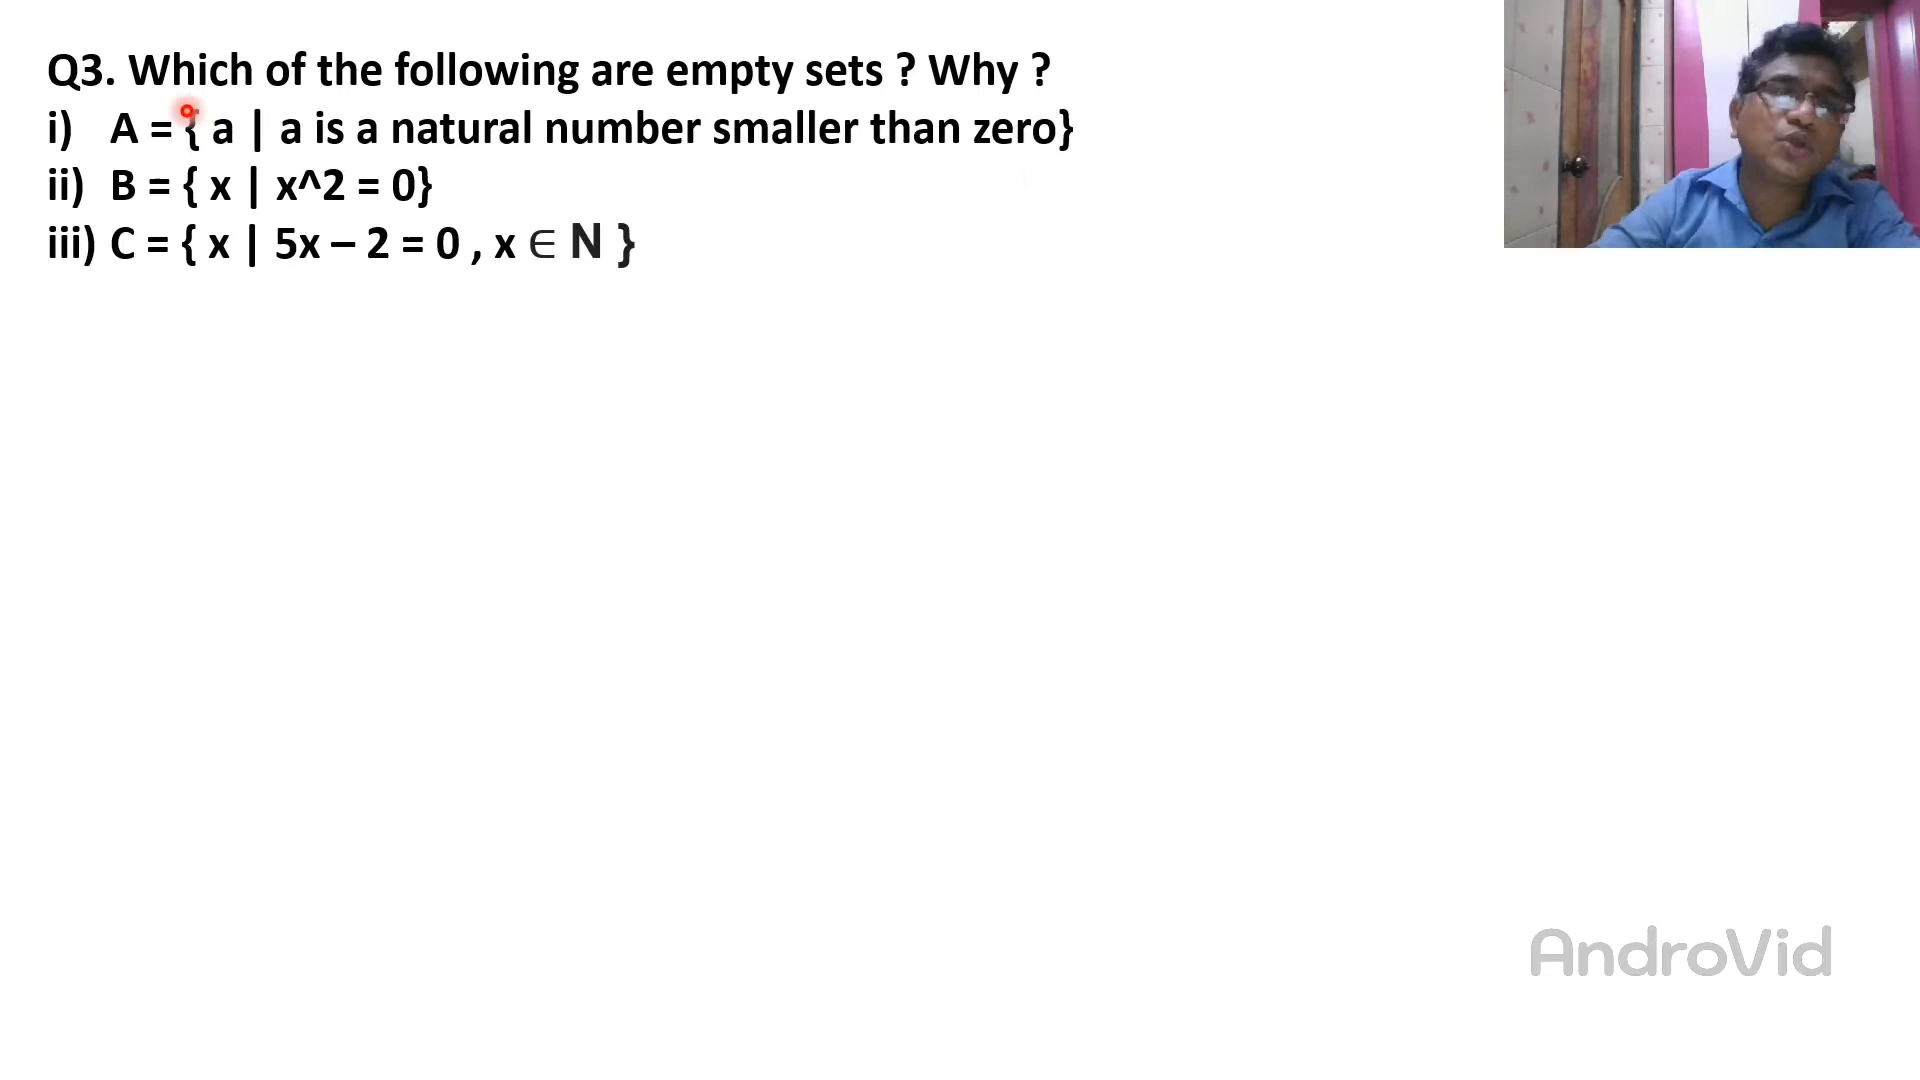 Q3. Which of the following are empty sets ? Why ?
i) A = { a | a is a natural number smaller than zero}
ii) B = { x | x^2 = 0}
iii) C = { x | 5x – 2 = 0 , x ∈ N }
AndroVid